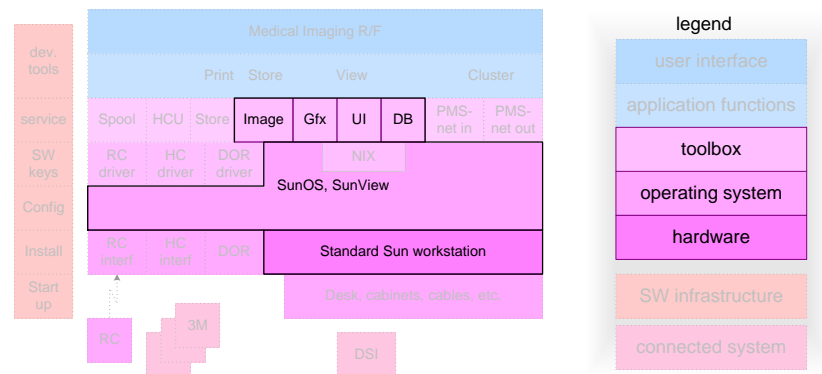 Medical Imaging R/F
dev.
tools
Print Store View Cluster
service
Spool HCU Store Image Gfx UI DB
PMS-
net in
PMS-
net out
SW
keys
RC
driver
HC
driver
DOR
driver
NIX
SunOS, SunView
Config
Install
RC
interf
HC
interf
DOR
Standard Sun workstation
Start
up
Desk, cabinets, cables, etc.
RC
3M
DSI
legend
user interface
application functions
toolbox
operating system
hardware
SW infrastructure
connected system